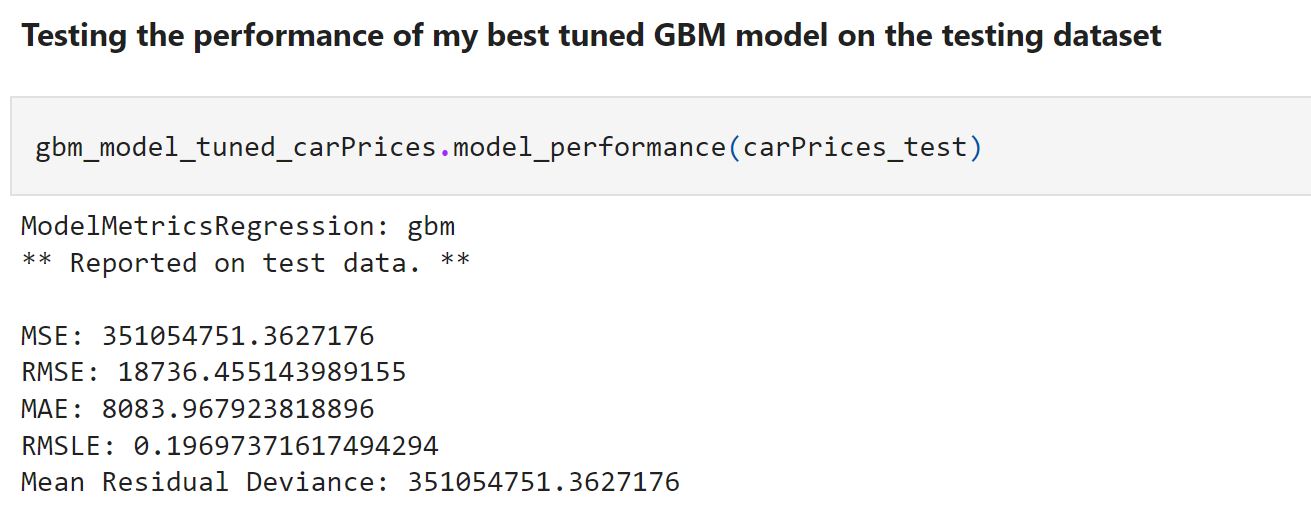 Testing the performance of my best tuned GBM model on the testing dataset
gbm_model_tuned_carPrices.model_performance(carPrices_test)
ModelMetricsRegression: gbm
** Reported on test data. **
MSE: 351054751.3627176
RMSE: 18736.455143989155
MAE: 8083.967923818896
RMSLE: 0.19697371617494294
Mean Residual Deviance: 351054751.3627176